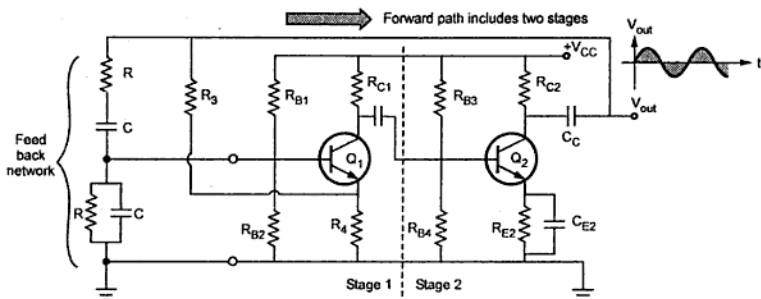 Forward path includes two stages
Vout
t
+VCC
R
R3
RB1
RC1
RB3
RC2
Vout
CC
C
Feed
back
network
Q1
Q2
R
C
RB2
R4
RB4
RE2
CE2
Stage 1
Stage 2